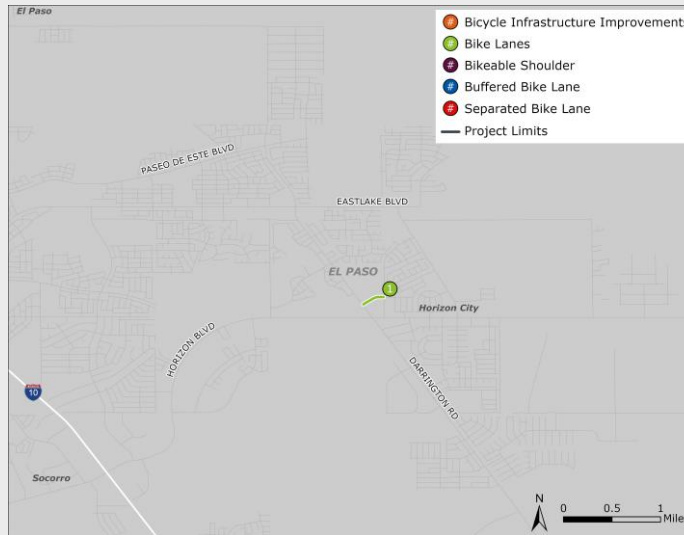 El Paso
# Bicycle Infrastructure Improvements
# Bike Lanes
# Bikeable Shoulder
# Buffered Bike Lane
# Separated Bike Lane
Project Limits
PASEO DE ESTE BLVD
EASTLAKE BLVD
EL PASO
1
Horizon City
HORIZON BLVD
DARRINGTON RD
10
Socorro
N
0 0.5 1
Mile